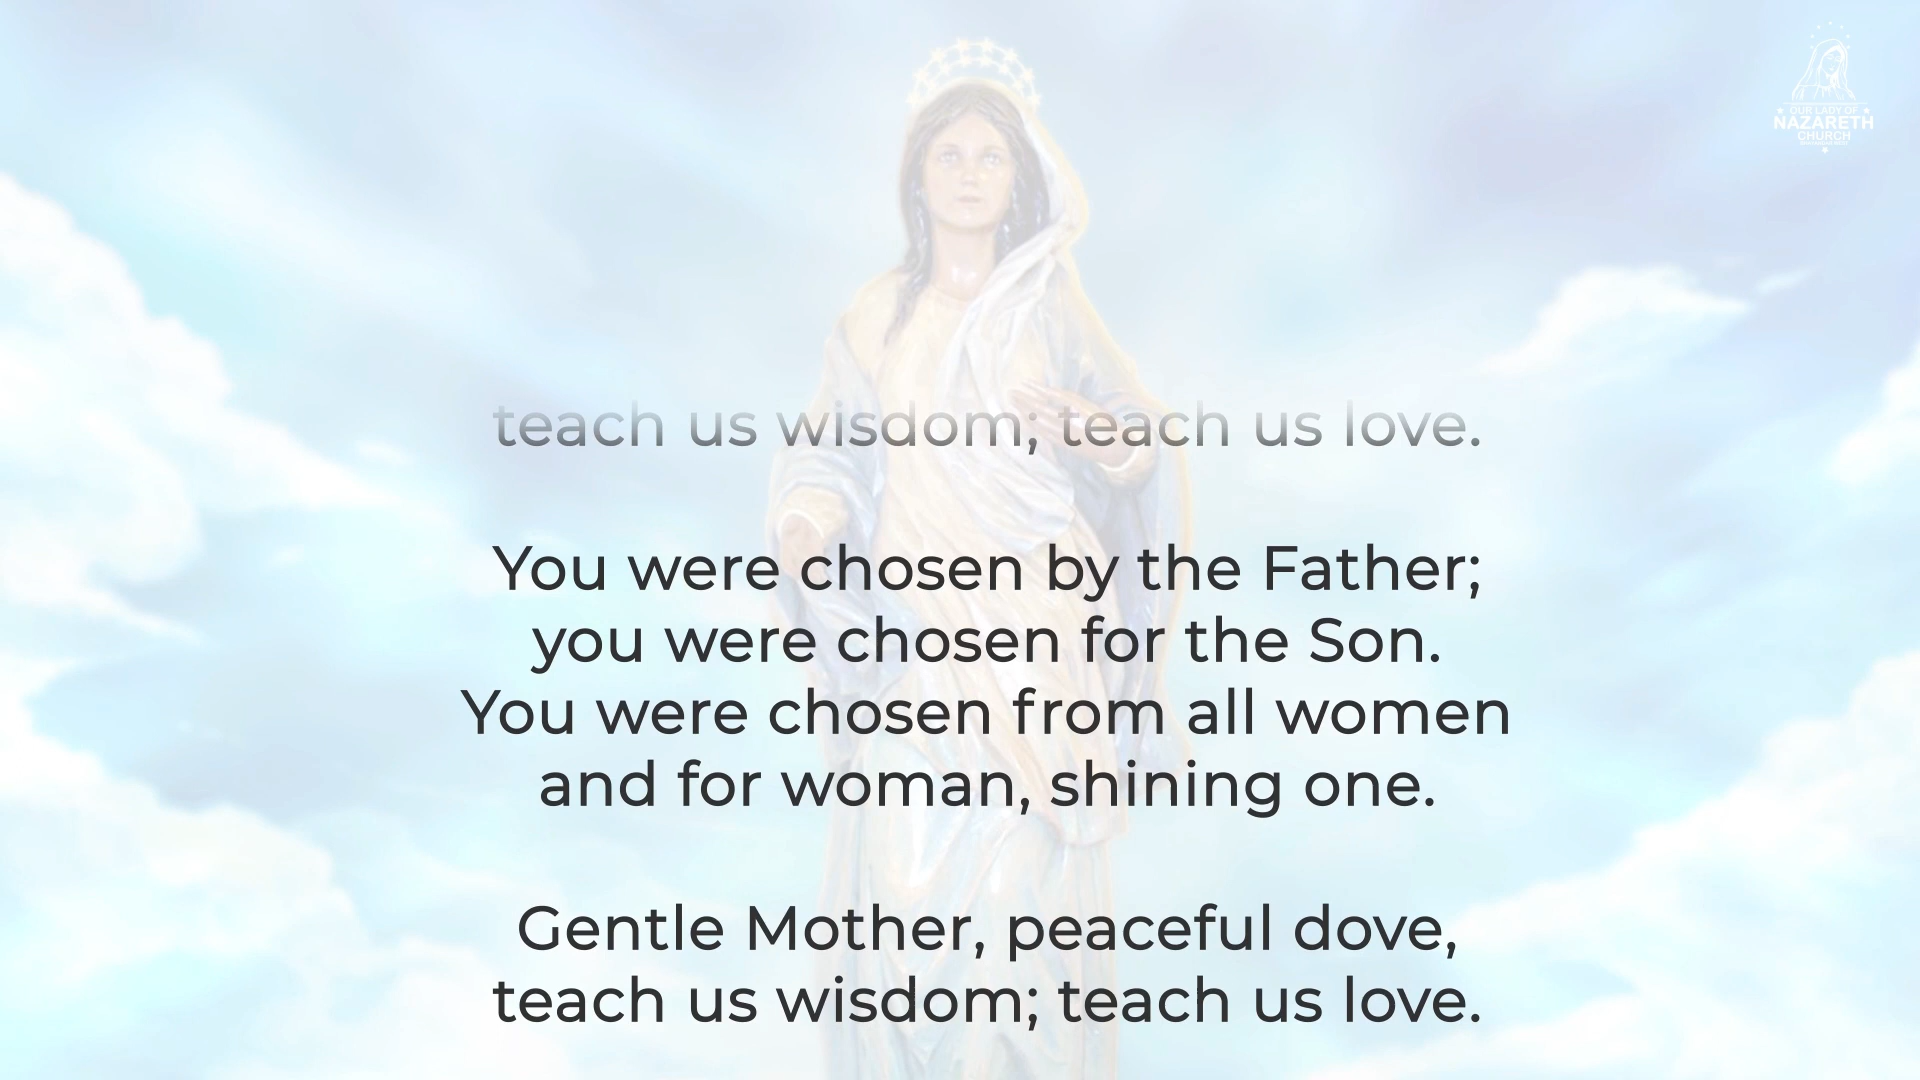 OUR LADY OF
NAZARETH
CHURCH
teach us wisdom; teach us love.
You were chosen by the Father;
you were chosen for the Son.
You were chosen from all women
and for woman, shining one.
Gentle Mother, peaceful dove,
teach us wisdom; teach us love.